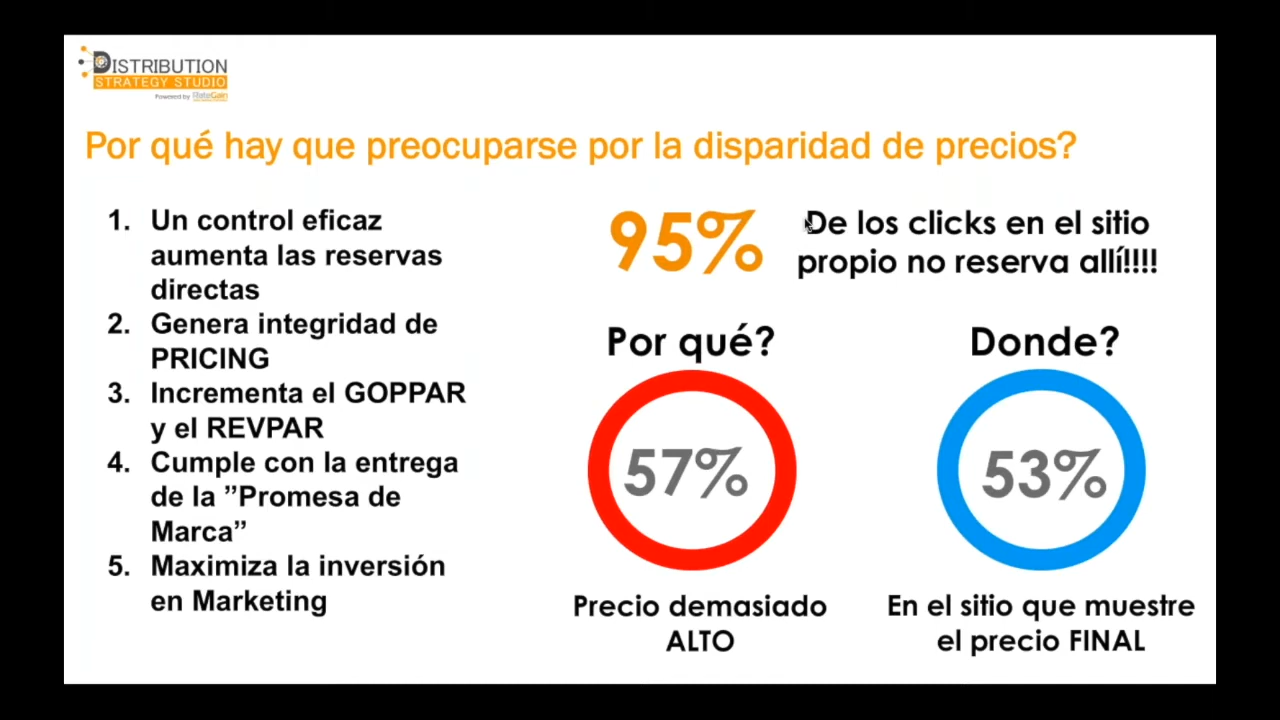 DISTRIBUTION
STRATEGY STUDIO
Powered by RateGain
Por qué hay que preocuparse por la disparidad de precios?
1. Un control eficaz
aumenta las reservas
directas
2. Genera integridad de
PRICING
3. Incrementa el GOPPAR
y el REVPAR
4. Cumple con la entrega
de la ”Promesa de
Marca”
5. Maximiza la inversión
en Marketing
95%
De los clicks en el sitio
propio no reserva allí!!!!
Por qué?
57%
Precio demasiado
ALTO
Donde?
53%
En el sitio que muestre
el precio FINAL